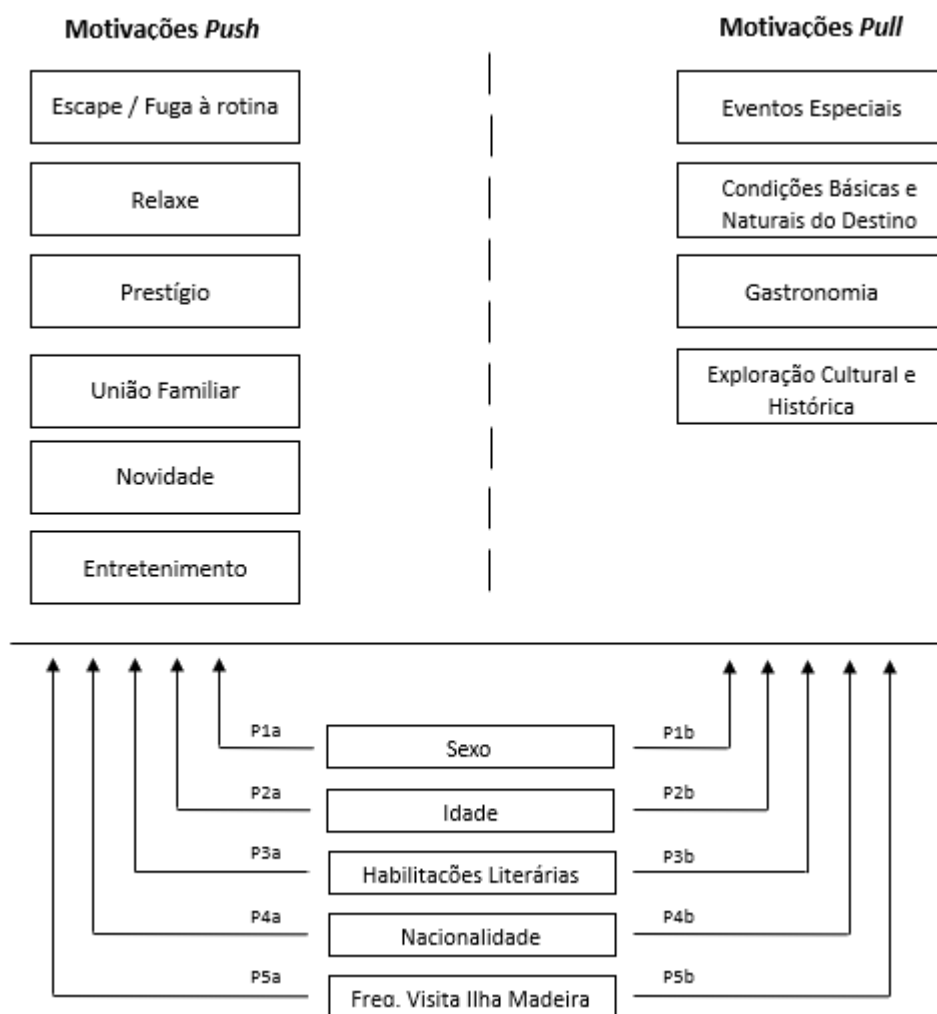 Motivações Push
Motivações Pull
Escape / Fuga à rotina
Relaxe
Prestígio
União Familiar
Novidade
Entretenimento
Eventos Especiais
Condições Básicas e
Naturais do Destino
Gastronomia
Exploração Cultural e
Histórica
P1a
Sexo
P1b
P2a
Idade
P2b
P3a
Habilitacões Literárias
P3b
P4a
Nacionalidade
P4b
P5a
Freq. Visita Ilha Madeira
P5b